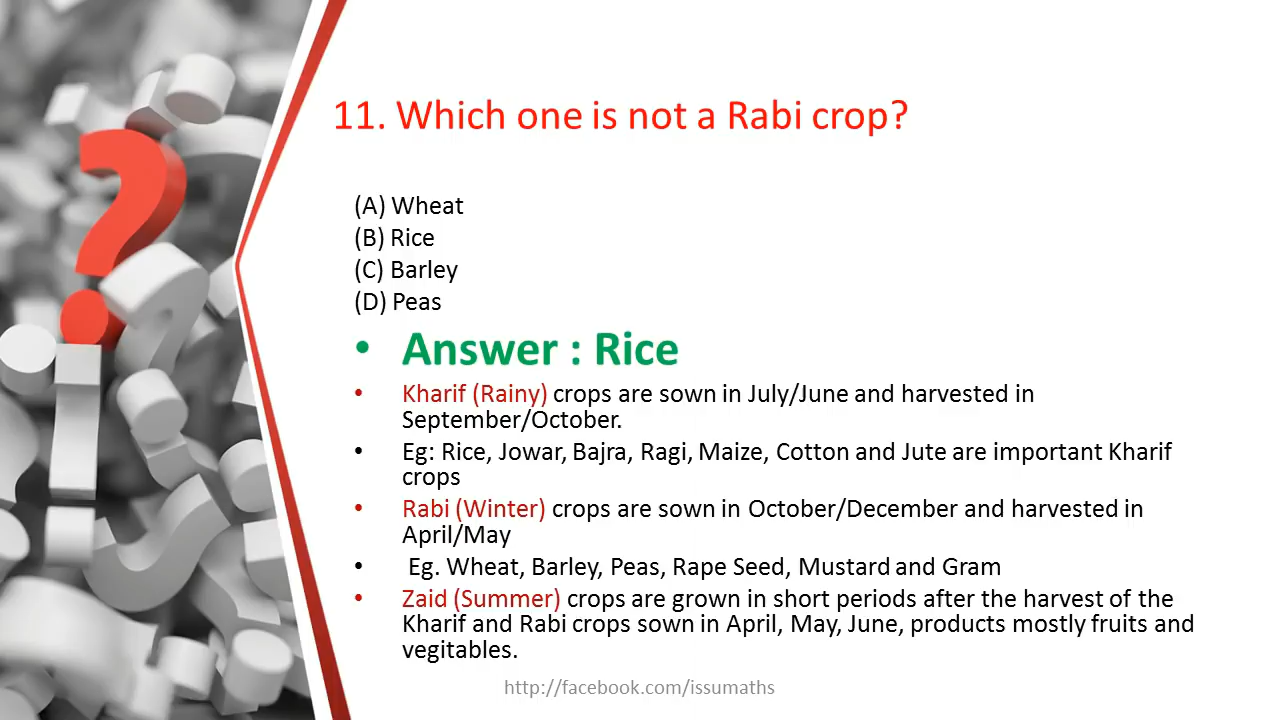 11. Which one is not a Rabi crop?
(A) Wheat
(B) Rice
(C) Barley
(D) Peas
• Answer : Rice
• Kharif (Rainy) crops are sown in July/June and harvested in
September/October.
• Eg: Rice, Jowar, Bajra, Ragi, Maize, Cotton and Jute are important Kharif
crops
• Rabi (Winter) crops are sown in October/December and harvested in
April/May
• Eg. Wheat, Barley, Peas, Rape Seed, Mustard and Gram
• Zaid (Summer) crops are grown in short periods after the harvest of the
Kharif and Rabi crops sown in April, May, June, products mostly fruits and
vegitables.
http://facebook.com/issumaths